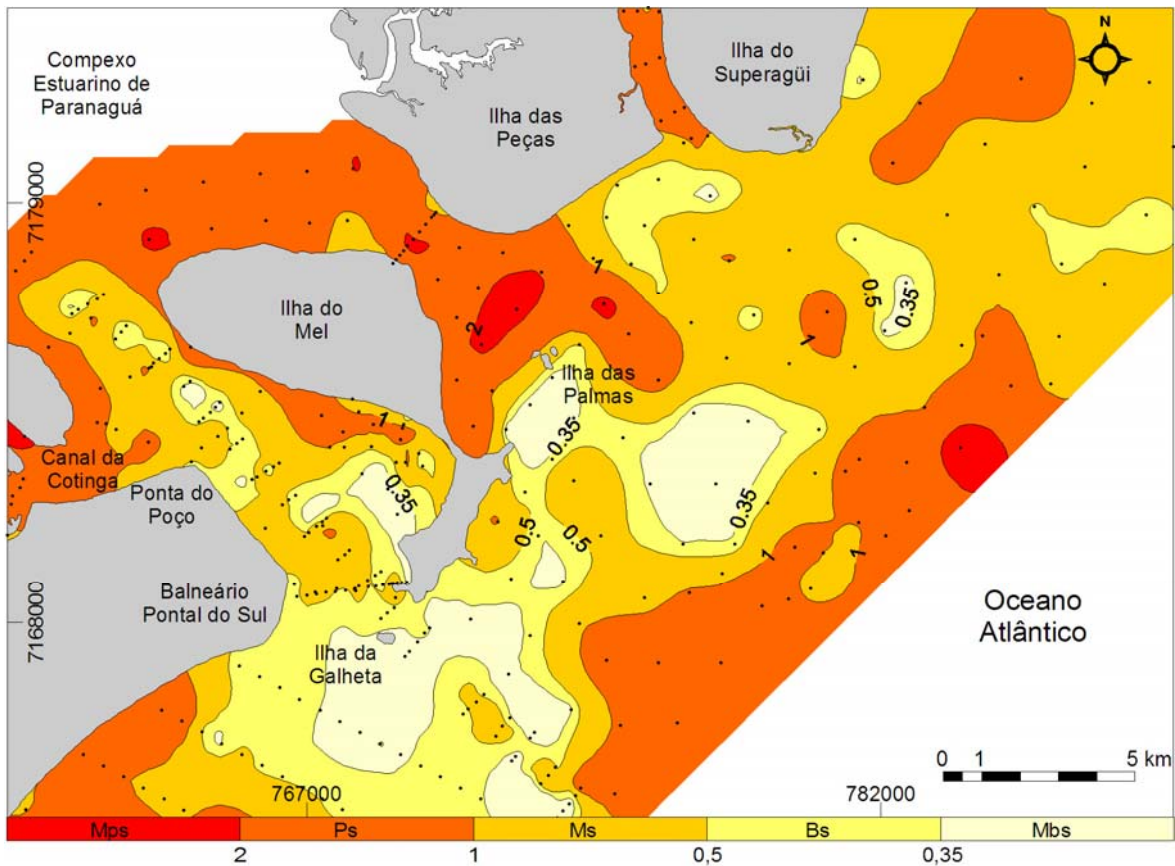 Compexo
Estuarino de
Paranaguá
Ilha do
Superagüi
N
Ilha das
Peças
7179000
1
1
Ilha do
Mel
2
0.5
0.35
1
Ilha das
Palmas
0.35
1
Canal da
Cotinga
Ponta do
Poço
0.35
0.35
0.5
0.5
1
1
Balneário
Pontal do Sul
7168000
Ilha da
Galheta
Oceano
Atlântico
0 1 5 km
767000
782000
Mps Ps Ms Bs Mbs
2 1 0,5 0,35